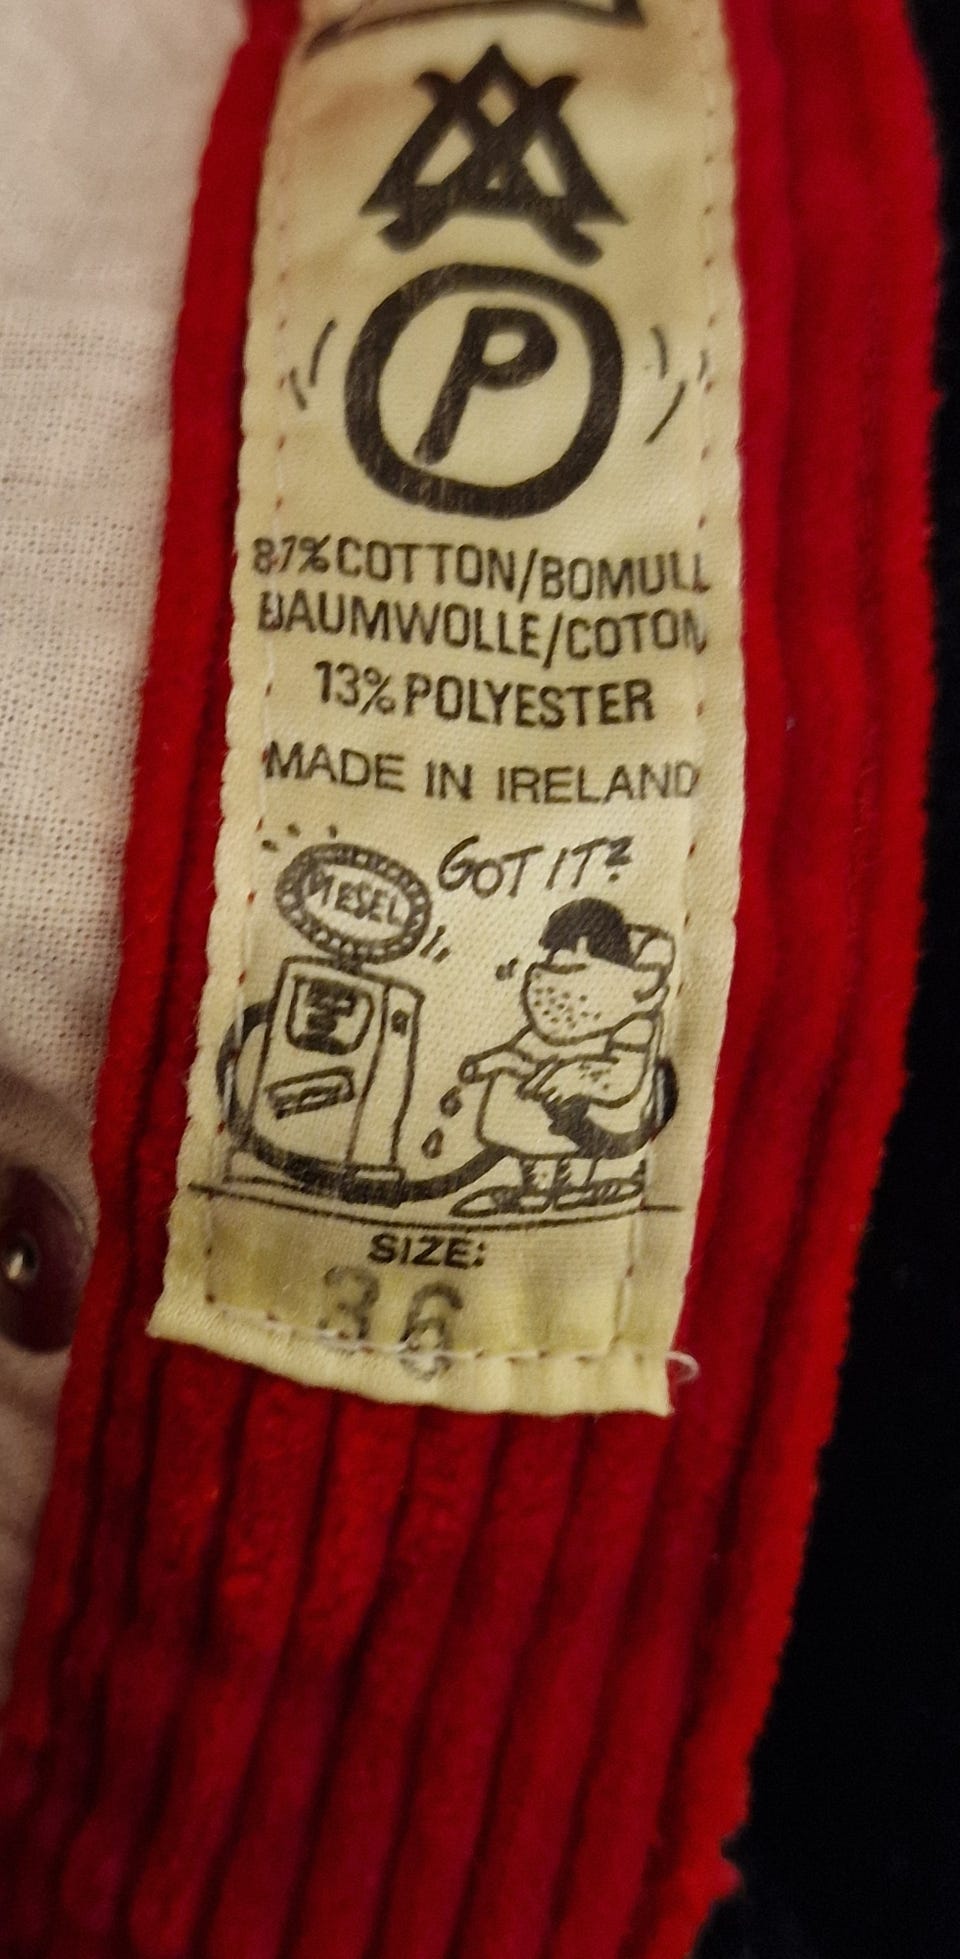 P
87% COTTON/BOMULL
BAUMWOLLE/COTON
13% POLYESTER
MADE IN IRELAND
GOT IT?
DIESEL
SIZE:
36